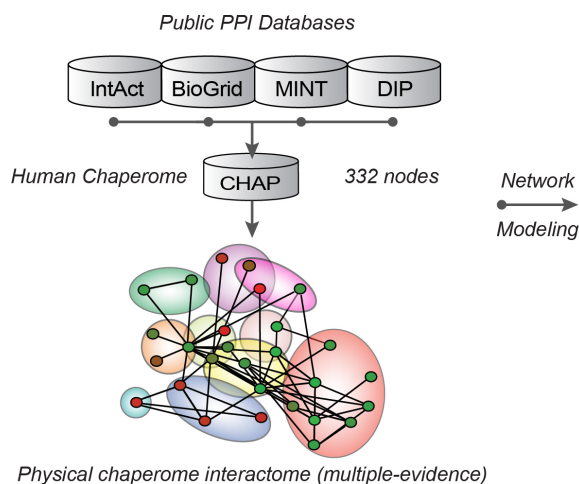 Public PPI Databases
IntAct
BioGrid
MINT
DIP
Human Chaperome
CHAP
332 nodes
Network
Modeling
Physical chaperome interactome (multiple-evidence)